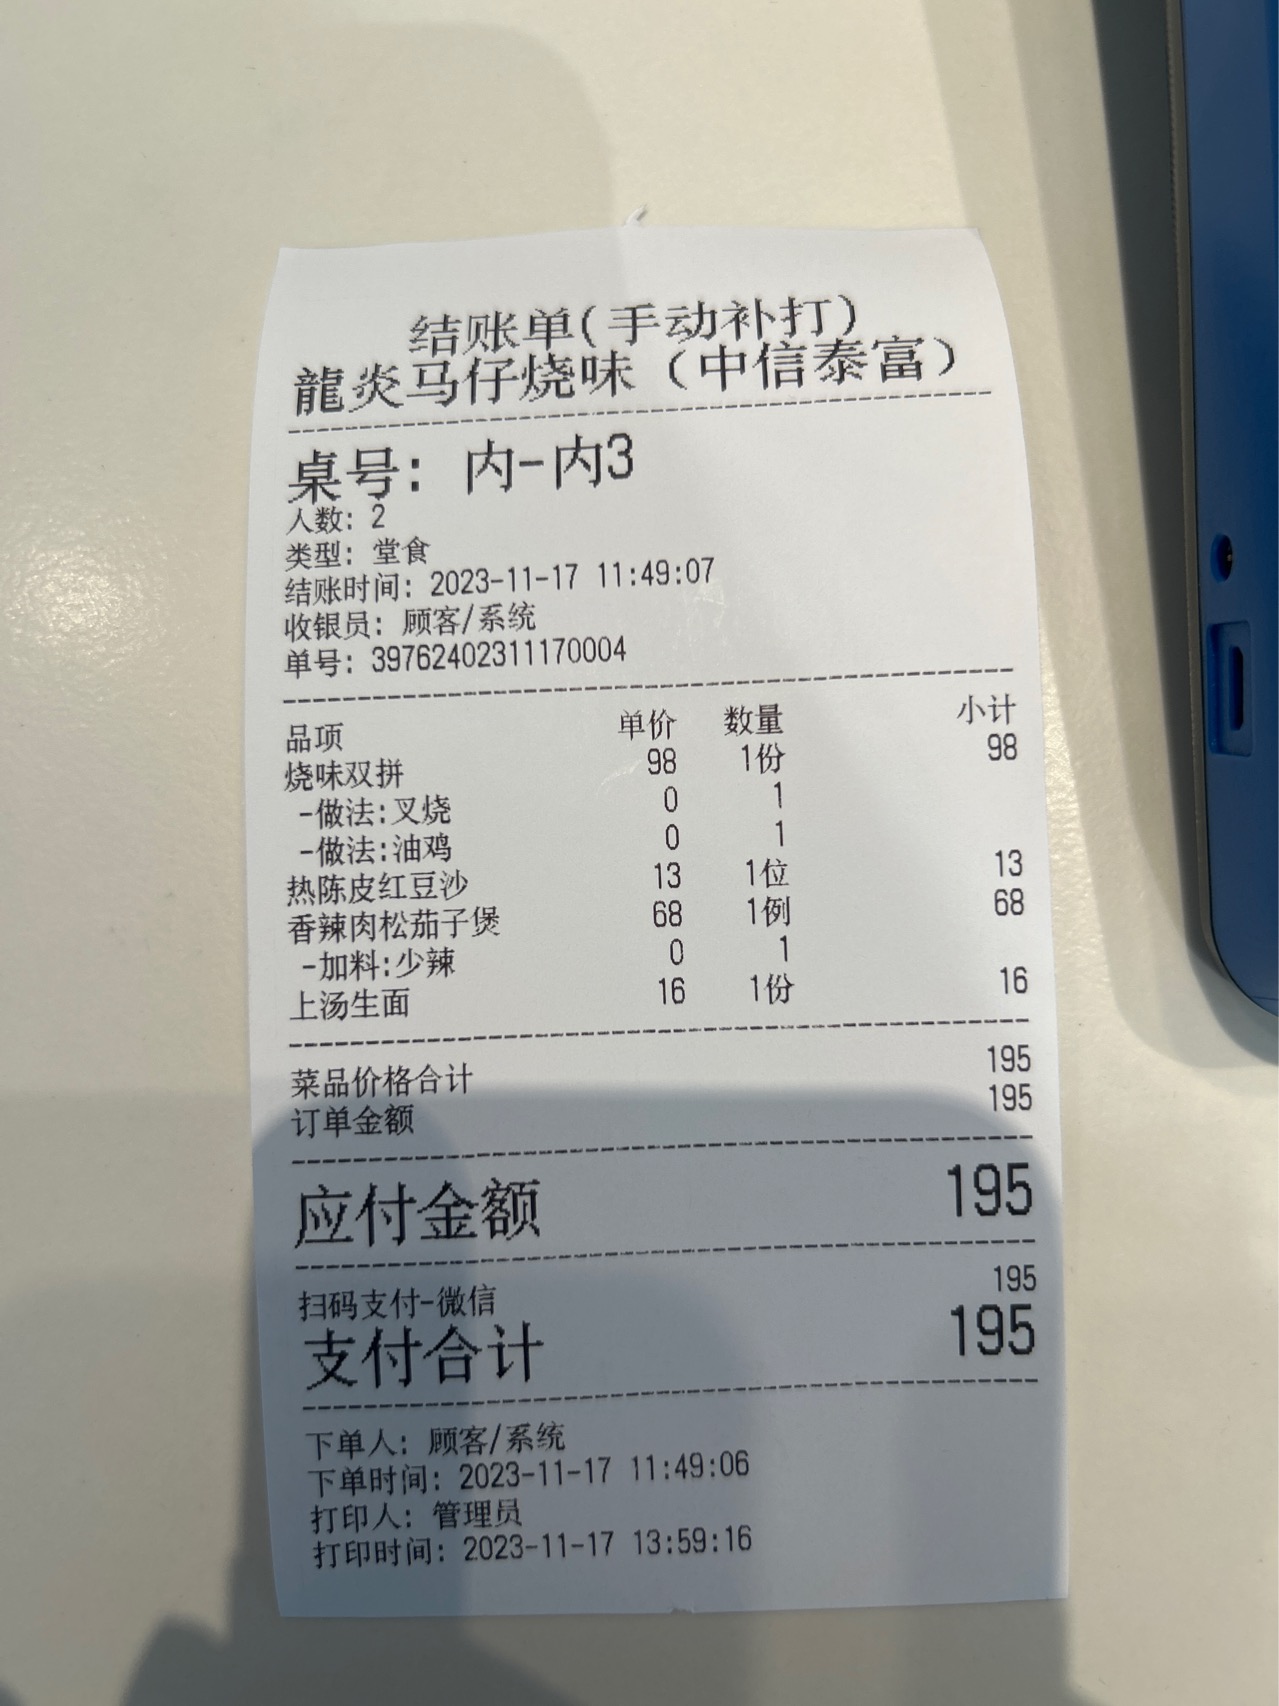 结账单(手动补打)
龍炎马仔烧味（中信泰富）
桌号: 内-内3
人数: 2
类型: 堂食
结账时间: 2023-11-17 11:49:07
收银员: 顾客/系统
单号: 39762402311170004
品项 单价 数量 小计
烧味双拼 98 1份 98
-做法:叉烧 0 1
-做法:油鸡 0 1
热陈皮红豆沙 13 1位 13
香辣肉松茄子煲 68 1例 68
-加料:少辣 0 1
上汤生面 16 1份 16
菜品价格合计 195
订单金额 195
应付金额 195
扫码支付-微信 195
支付合计 195
下单人: 顾客/系统
下单时间: 2023-11-17 11:49:06
打印人: 管理员
打印时间: 2023-11-17 13:59:16